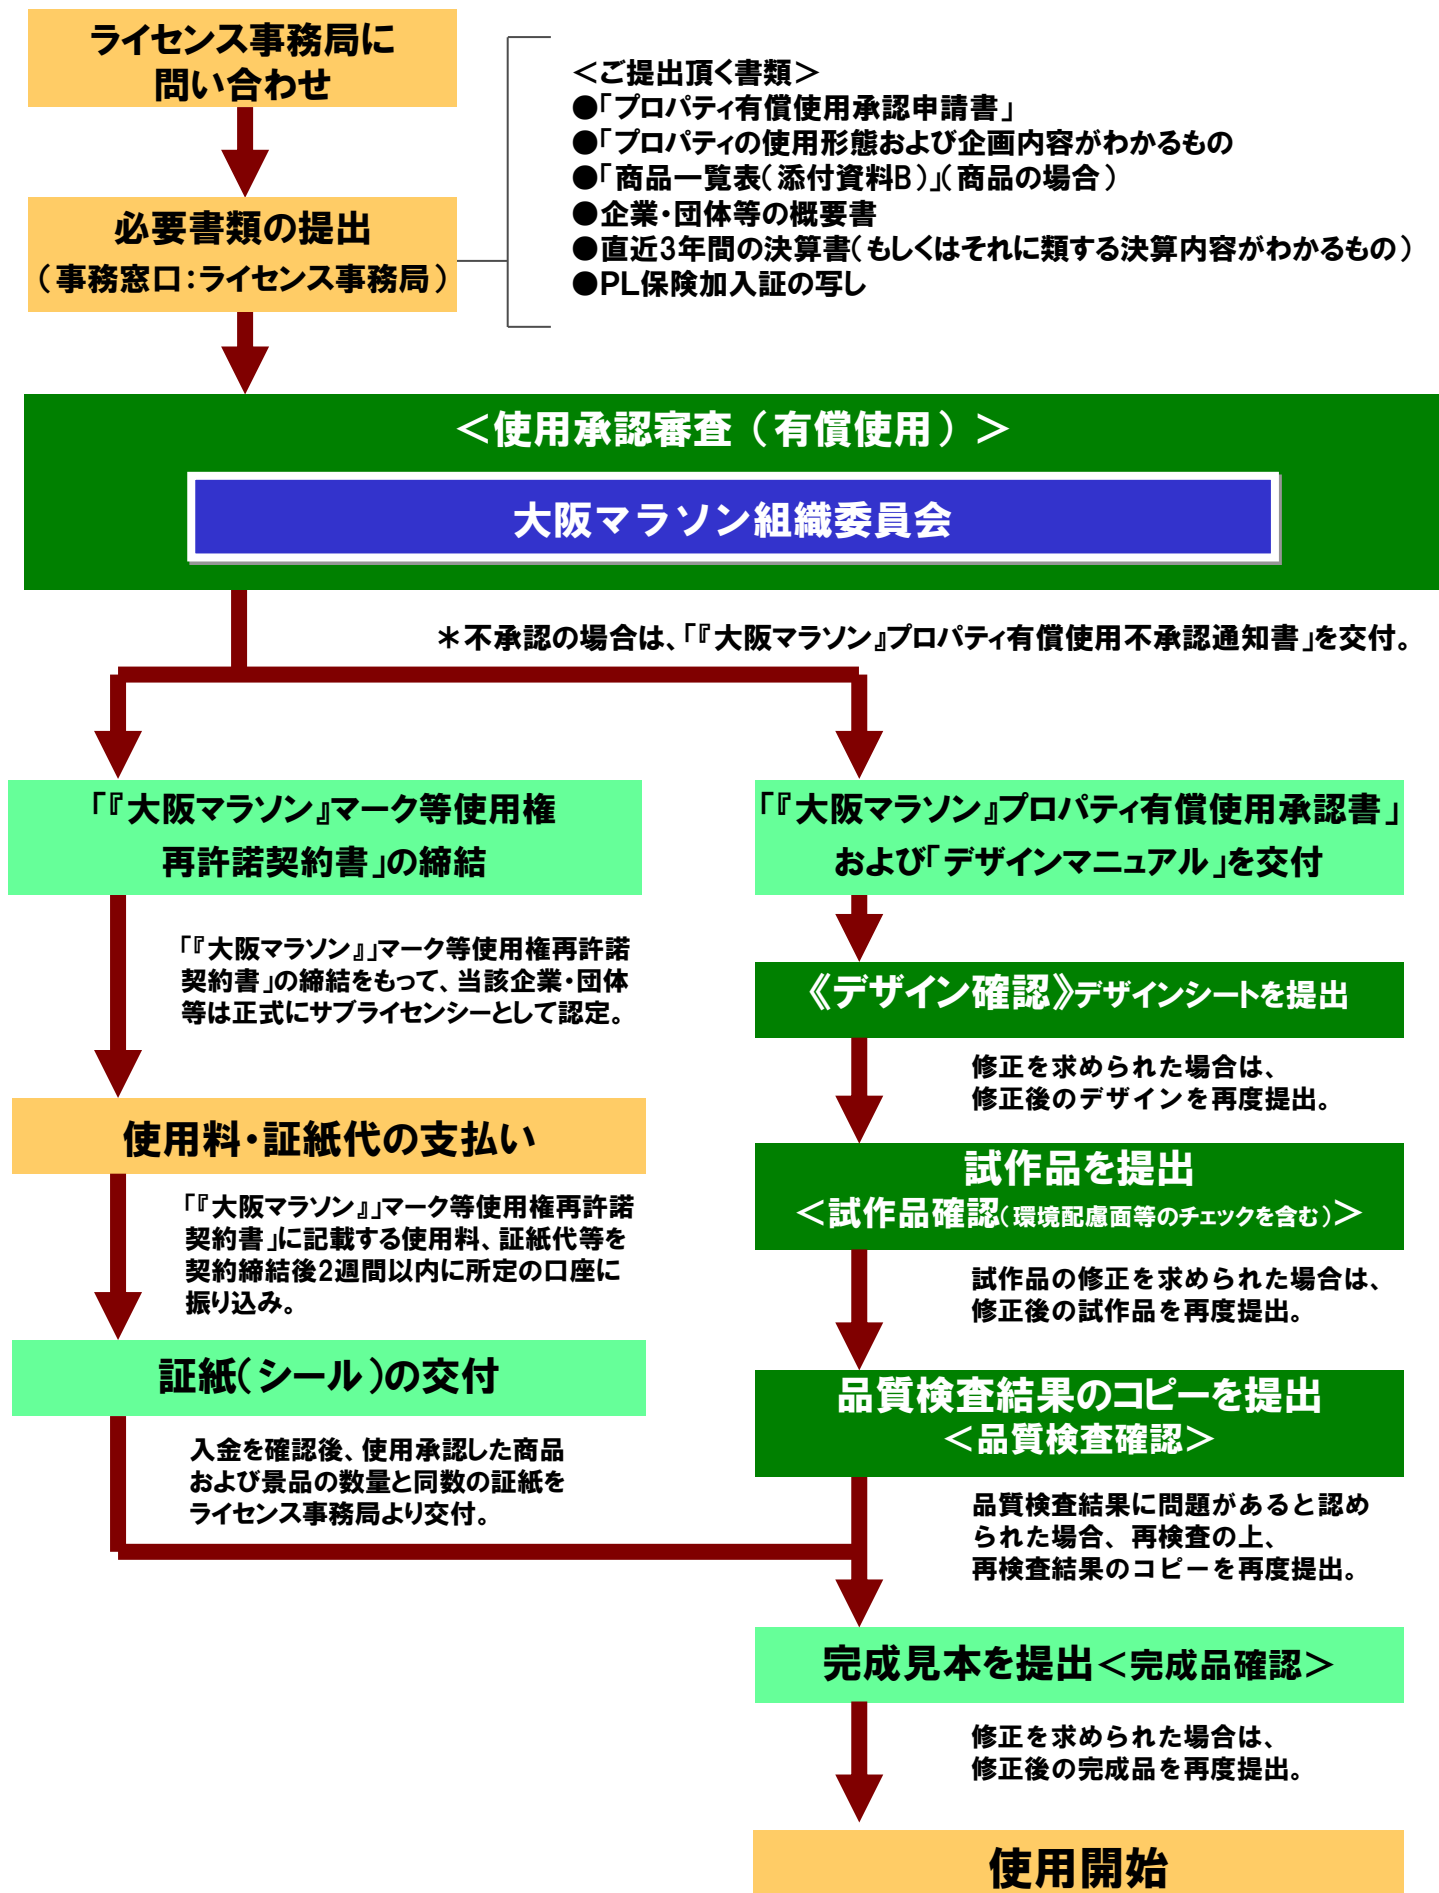 ライセンス事務局に
問い合わせ
＜ご提出頂く書類＞
●「プロパティ有償使用承認申請書」
●「プロパティの使用形態および企画内容がわかるもの
●「商品一覧表（添付資料B）」（商品の場合）
●企業・団体等の概要書
●直近3年間の決算書（もしくはそれに類する決算内容がわかるもの）
●PL保険加入証の写し
必要書類の提出
（事務窓口：ライセンス事務局）
＜使用承認審査（有償使用）＞
大阪マラソン組織委員会
＊不承認の場合は、「『大阪マラソン』プロパティ有償使用不承認通知書」を交付。
「『大阪マラソン』マーク等使用権
再許諾契約書」の締結
「『大阪マラソン』」マーク等使用権再許諾
契約書」の締結をもって、当該企業・団体
等は正式にサブライセンシーとして認定。
使用料・証紙代の支払い
「『大阪マラソン』」マーク等使用権再許諾
契約書」に記載する使用料、証紙代等を
契約締結後2週間以内に所定の口座に
振り込み。
証紙（シール）の交付
入金を確認後、使用承認した商品
および景品の数量と同数の証紙を
ライセンス事務局より交付。
「『大阪マラソン』プロパティ有償使用承認書」
および「デザインマニュアル」を交付
《デザイン確認》デザインシートを提出
修正を求められた場合は、
修正後のデザインを再度提出。
試作品を提出
＜試作品確認（環境配慮面等のチェックを含む）＞
試作品の修正を求められた場合は、
修正後の試作品を再度提出。
品質検査結果のコピーを提出
＜品質検査確認＞
品質検査結果に問題があると認め
られた場合、再検査の上、
再検査結果のコピーを再度提出。
完成見本を提出＜完成品確認＞
修正を求められた場合は、
修正後の完成品を再度提出。
使用開始